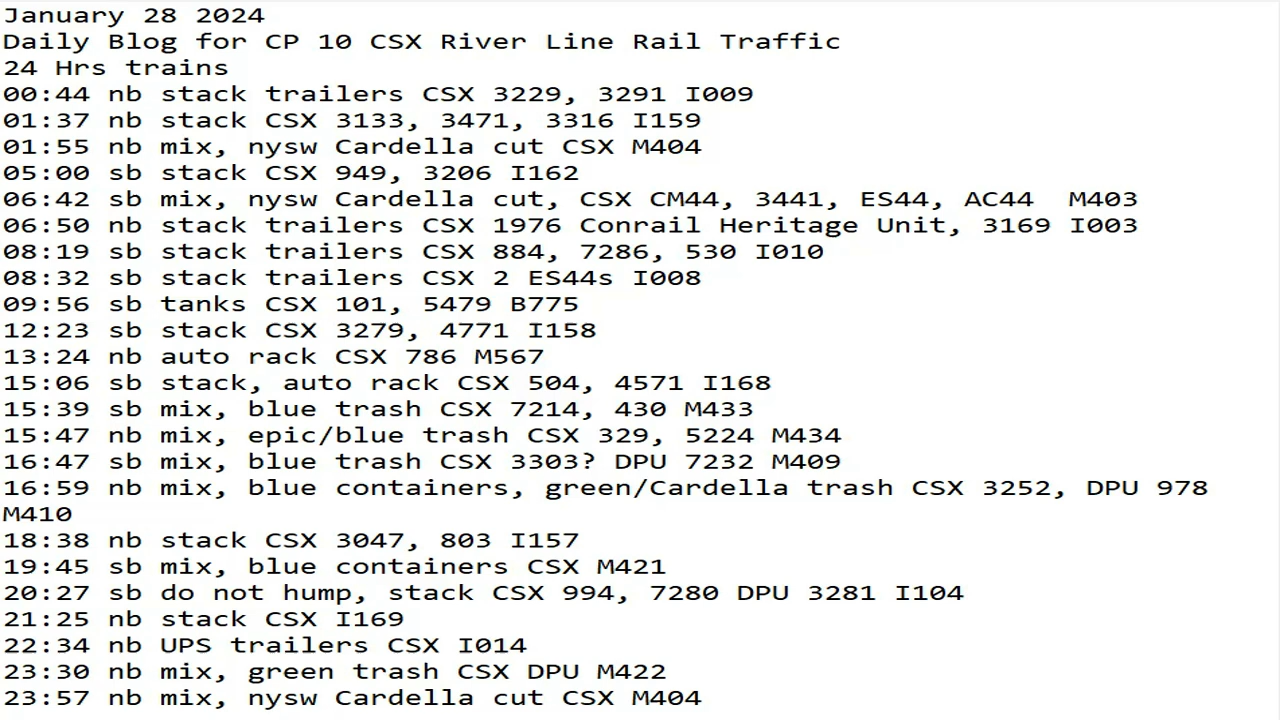 January 28 2024
Daily Blog for CP 10 CSX River Line Rail Traffic
24 Hrs trains
00:44 nb stack trailers CSX 3229, 3291 I009
01:37 nb stack CSX 3133, 3471, 3316 I159
01:55 nb mix, nysw Cardella cut CSX M404
05:00 sb stack CSX 949, 3206 I162
06:42 sb mix, nysw Cardella cut, CSX CM44, 3441, ES44, AC44  M403
06:50 nb stack trailers CSX 1976 Conrail Heritage Unit, 3169 I003
08:19 sb stack trailers CSX 884, 7286, 530 I010
08:32 sb stack trailers CSX 2 ES44s I008
09:56 sb tanks CSX 101, 5479 B775
12:23 sb stack CSX 3279, 4771 I158
13:24 nb auto rack CSX 786 M567
15:06 sb stack, auto rack CSX 504, 4571 I168
15:39 sb mix, blue trash CSX 7214, 430 M433
15:47 nb mix, epic/blue trash CSX 329, 5224 M434
16:47 sb mix, blue trash CSX 3303? DPU 7232 M409
16:59 nb mix, blue containers, green/Cardella trash CSX 3252, DPU 978
M410
18:38 nb stack CSX 3047, 803 I157
19:45 sb mix, blue containers CSX M421
20:27 sb do not hump, stack CSX 994, 7280 DPU 3281 I104
21:25 nb stack CSX I169
22:34 nb UPS trailers CSX I014
23:30 nb mix, green trash CSX DPU M422
23:57 nb mix, nysw Cardella cut CSX M404